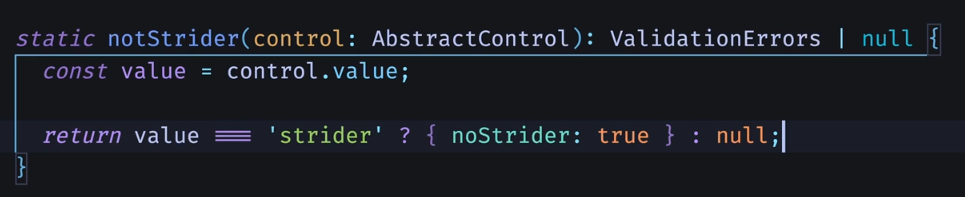 static notStrider(control: AbstractControl): ValidationErrors | null {
const value = control.value;
return value === 'strider' ? { noStrider: true } : null;
}